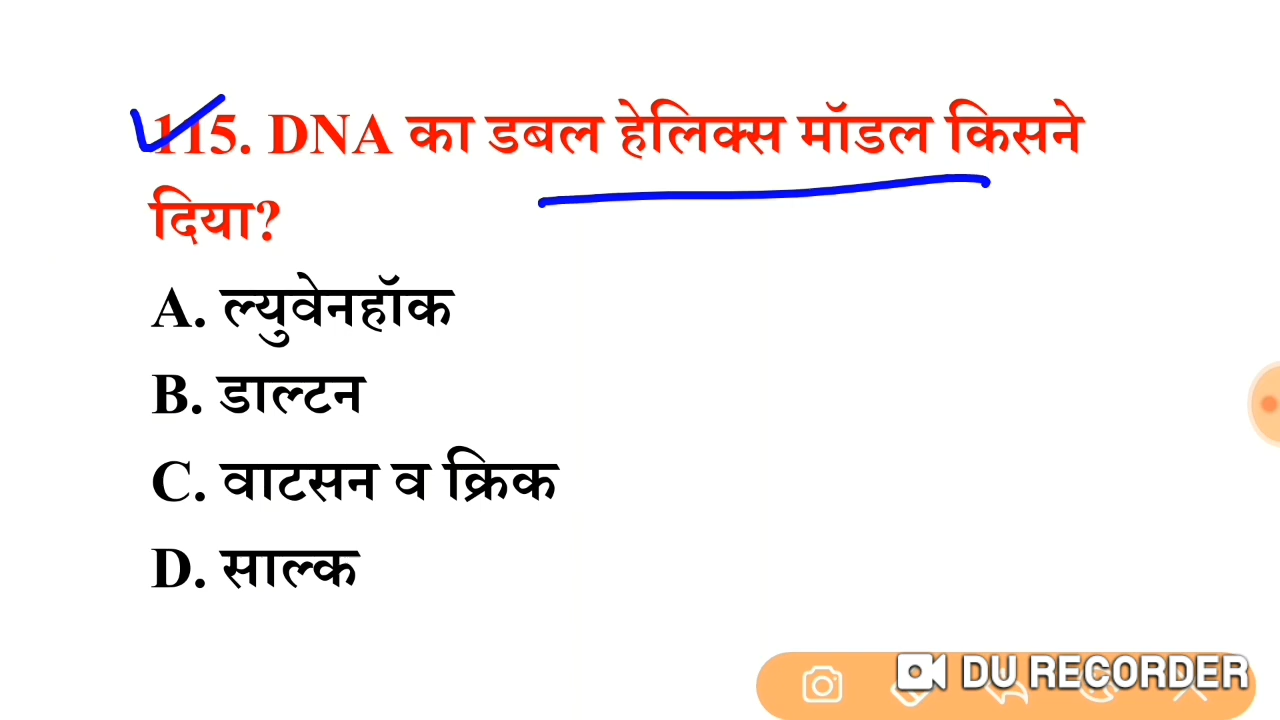 115. DNA का डबल हेलिक्स मॉडल किसने
दिया?
A. ल्युवेनहॉक
B. डाल्टन
C. वाटसन व क्रिक
D. साल्क
DU RECORDER